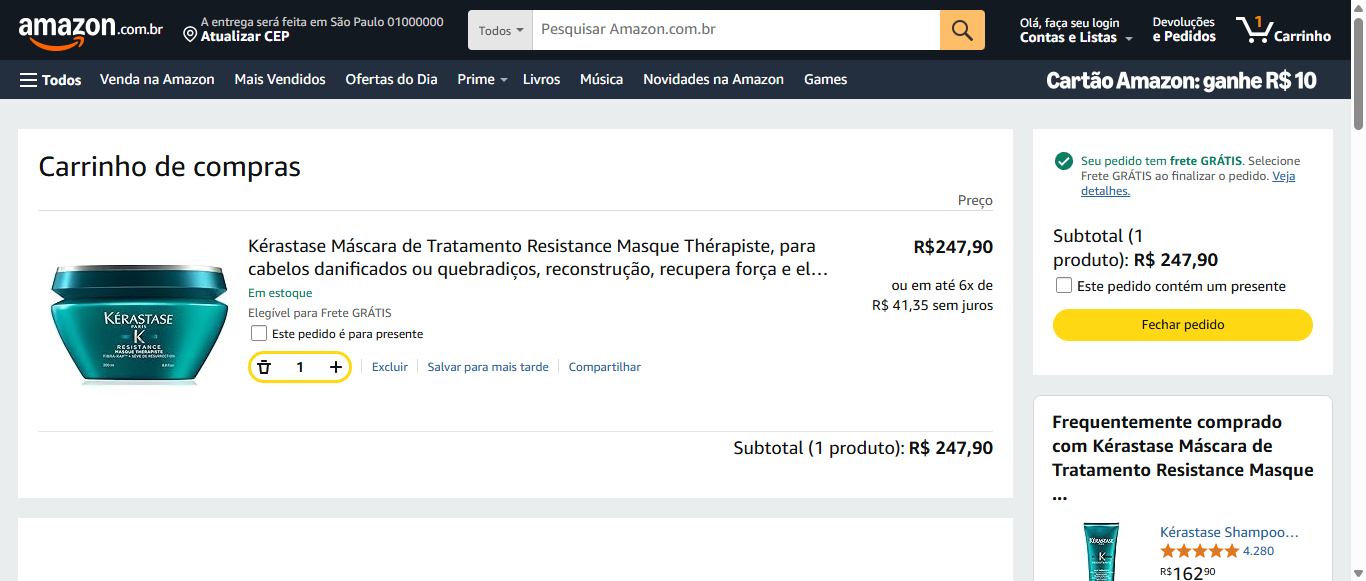 amazon.com.br
A entrega será feita em São Paulo 01000000
Atualizar CEP
Todos
Pesquisar Amazon.com.br
Olá, faça seu login
Contas e Listas
Devoluções
e Pedidos
1
Carrinho
Todos
Venda na Amazon
Mais Vendidos
Ofertas do Dia
Prime
Livros
Música
Novidades na Amazon
Games
Cartão Amazon: ganhe R$ 10
Carrinho de compras
Preço
Kérastase Máscara de Tratamento Resistance Masque Thérapiste, para
cabelos danificados ou quebradiços, reconstrução, recupera força e el…
R$247,90
ou em até 6x de
R$ 41,35 sem juros
Em estoque
Elegível para Frete GRÁTIS
Este pedido é para presente
1
Excluir
Salvar para mais tarde
Compartilhar
KÉRASTASE
PARIS
K
RESISTANCE
MASQUE THÉRAPISTE
Subtotal (1 produto): R$ 247,90
Seu pedido tem frete GRÁTIS. Selecione
Frete GRÁTIS ao finalizar o pedido. Veja
detalhes.
Subtotal (1
produto): R$ 247,90
Este pedido contém um presente
Fechar pedido
Frequentemente comprado
com Kérastase Máscara de
Tratamento Resistance Masque
...
KÉRASTASE
K
Kérastase Shampoo…
4.280
R$16290